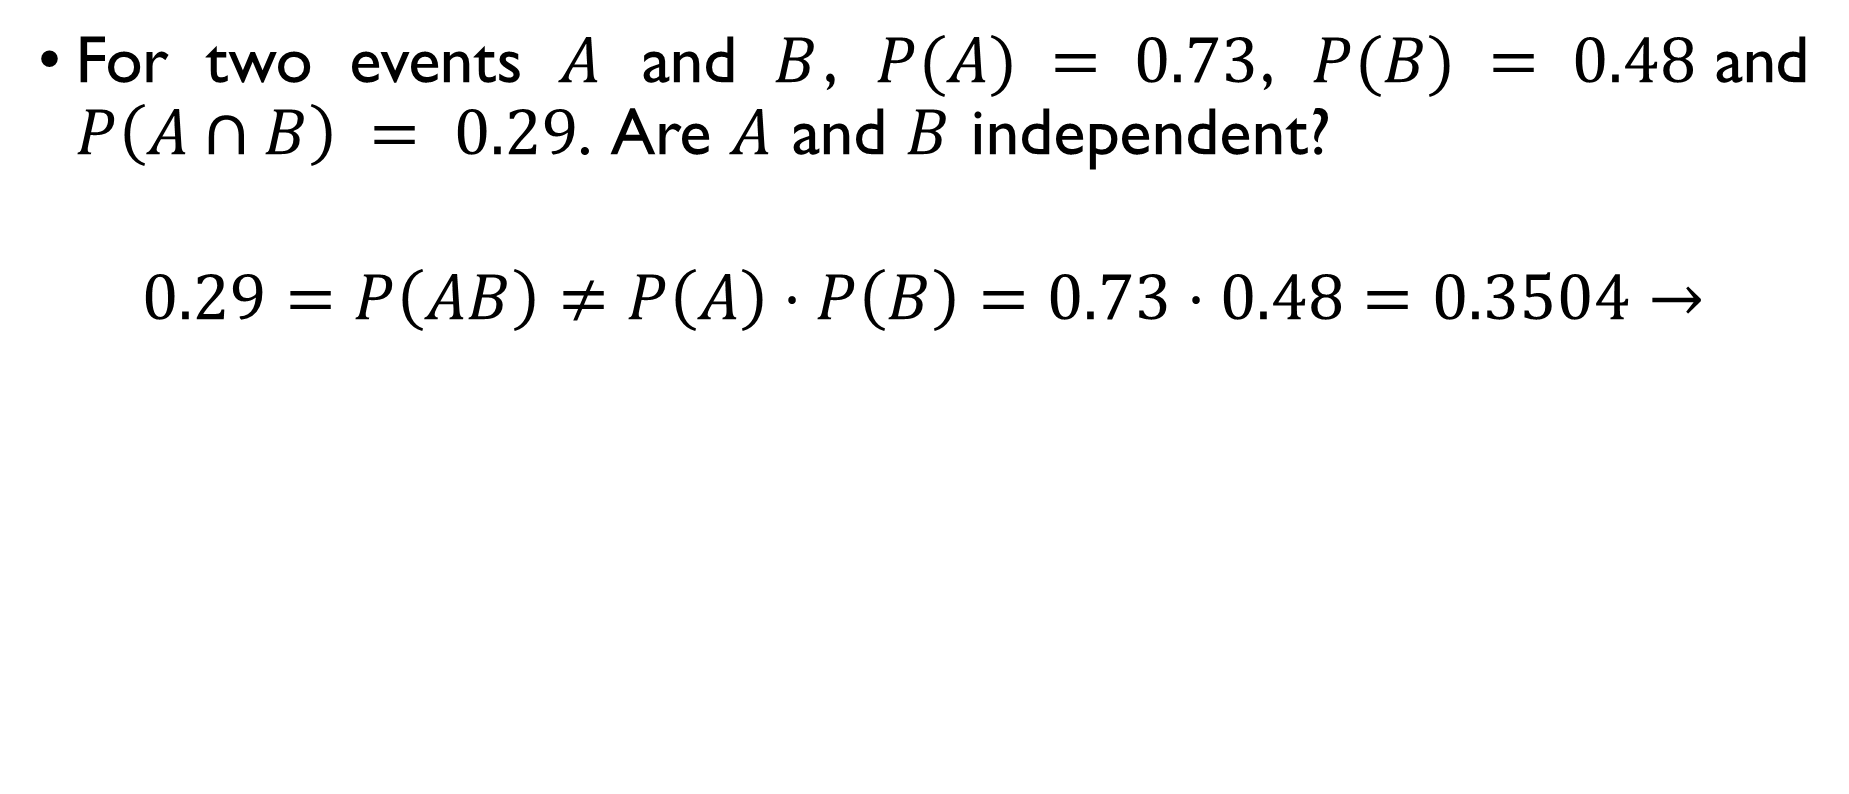 • For two events A and B, P(A) = 0.73, P(B) = 0.48 and
P(A ∩ B) = 0.29. Are A and B independent?
0.29 = P(AB) ≠ P(A) · P(B) = 0.73 · 0.48 = 0.3504 →